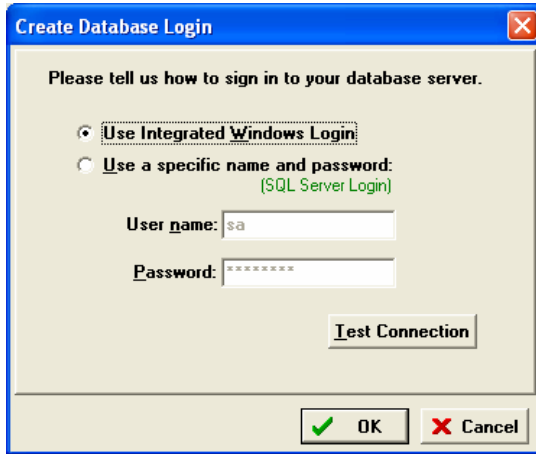 Create Database Login
Please tell us how to sign in to your database server.
Use Integrated Windows Login
Use a specific name and password:
(SQL Server Login)
User name: sa
Password: ********
Test Connection
OK Cancel